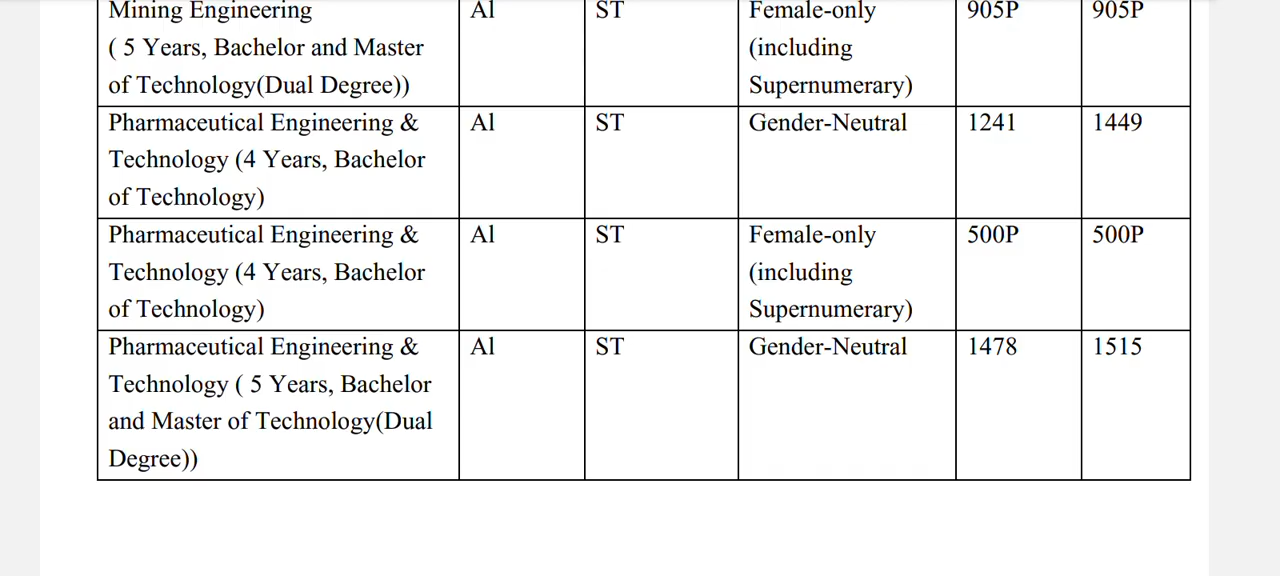 Mining Engineering AI ST Female-only 905P 905P
( 5 Years, Bachelor and Master (including
of Technology(Dual Degree)) Supernumerary)
Pharmaceutical Engineering & AI ST Gender-Neutral 1241 1449
Technology (4 Years, Bachelor
of Technology)
Pharmaceutical Engineering & AI ST Female-only 500P 500P
Technology (4 Years, Bachelor (including
of Technology) Supernumerary)
Pharmaceutical Engineering & AI ST Gender-Neutral 1478 1515
Technology ( 5 Years, Bachelor
and Master of Technology(Dual
Degree))